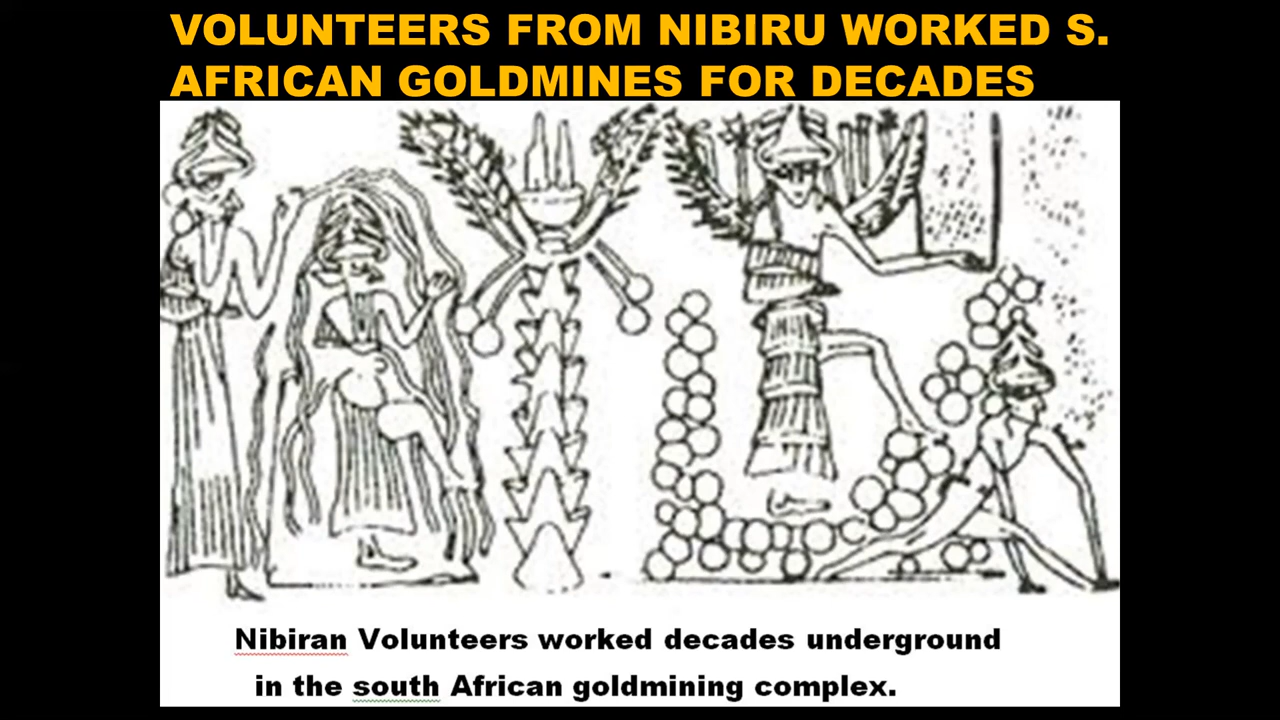 VOLUNTEERS FROM NIBIRU WORKED S.
AFRICAN GOLDMINES FOR DECADES
Nibiran Volunteers worked decades underground
in the south African goldmining complex.